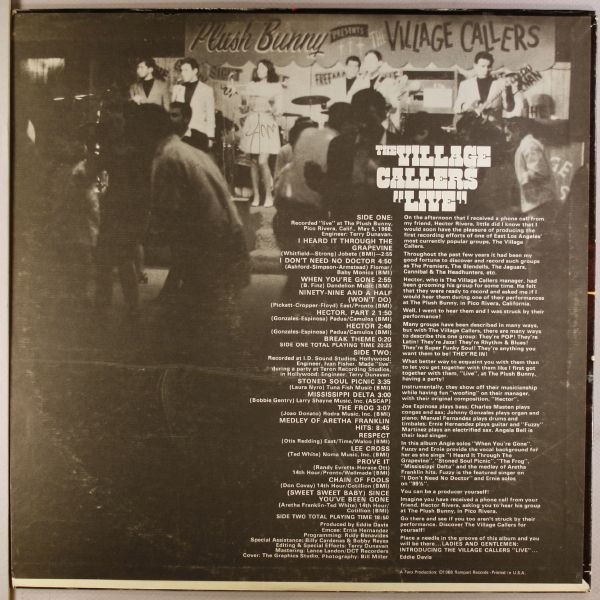 Plush Bunny
PRESENTS
THE
VILLAGE CALLERS
THE
VILLAGE
CALLERS
"LIVE"
SIDE ONE:
Recorded "live" at The Plush Bunny,
Pico Rivera, Calif., May 5, 1968.
Engineer: Terry Dunavan.
I HEARD IT THROUGH THE
GRAPEVINE
(Whitfield—Strong) Jobete (BMI)—2:55
I DON'T NEED NO DOCTOR 4:50
(Ashford-Simpson-Armstead) Flomar/
Baby Monica (BMI)
WHEN YOU'RE GONE 2:55
(B. Finz) Dandelion Music (BMI)
NINETY-NINE AND A HALF
(WON'T DO)
(Pickett-Cropper-Floyd) East/Pronto (BMI)
HECTOR, PART 2 1:50
(Gonzales-Espinosa) Padua/Camulos (BMI)
HECTOR 2:48
(Gonzales-Espinosa) Padua/Camulos (BMI)
BREAK THEME 0:20
SIDE ONE TOTAL PLAYING TIME 20:25
SIDE TWO:
Recorded at I.D. Sound Studios, Hollywood;
Engineer, Ivan Fisher. Made "live"
during a party at Teron Recording Studios,
in Hollywood: Engineer, Terry Dunavan.
STONED SOUL PICNIC 3:35
(Laura Nyro) Tuna Fish Music (BMI)
MISSISSIPPI DELTA 3:00
(Bobbie Gentry) Larry Shayne Music, Inc. (ASCAP)
THE FROG 3:07
(Joao Donato) Rodra Music, Inc. (BMI)
MEDLEY OF ARETHA FRANKLIN
HITS: 8:45
RESPECT
(Otis Redding) East/Time/Walco (BMI)
LEE CROSS
(Ted White) Noma Music, Inc. (BMI)
PROVE IT
(Randy Evretts-Horace Ott)
14th Hour/Pronto/Wellmade (BMI)
CHAIN OF FOOLS
(Don Covay) 14th Hour/Cotillion (BMI)
(SWEET SWEET BABY) SINCE
YOU'VE BEEN GONE
(Aretha Franklin-Ted White) 14th Hour/
Cotillion (BMI)
SIDE TWO TOTAL PLAYING TIME 18:50
Produced by Eddie Davis
Emcee: Ernie Hernandez
Programming: Rudy Benavides
Special Assistance: Billy Cardenas & Bobby Reyes
Editing & Special Effects: Terry Dunavan
Mastering: Lance London/DCT Recorders
Cover: The Graphics Studio, Photography: Bill Miller
On the afternoon that I received a phone call from
my friend, Hector Rivera, little did I know that I
would soon have the pleasure of producing the
first recording efforts of one of East Los Angeles'
most currently popular groups, The Village
Callers.
Throughout the past few years it had been my
good fortune to discover and record such groups
as The Premiers, The Blendells, The Jaguars,
Cannibal & The Headhunters, etc.
Hector, who is The Village Callers manager, had
been grooming his group for some time. He felt
that they were ready to record and asked me if I
would hear them during one of their performances
at The Plush Bunny, in Pico Rivera, California.
Well, I went to hear them and I was struck by their
performance!
Many groups have been described in many ways,
but with The Village Callers, there are many ways
to describe this one group: They're POP! They're
Latin! They're Jazz! They're Rhythm & Blues!
They're Super Funky Soul! They're anything you
want them to be! THEY'RE IN!
What better way to acquaint you with them than
to let you get together with them like I first got
together with them, "Live", at The Plush Bunny,
having a party!
Instrumentally, they show off their musicianship
while having fun "woofing" on their manager,
with their original composition, "Hector".
Joe Espinosa plays bass; Charles Maston plays
congas and sax; Johnny Gonzales plays organ and
piano; Manuel Fernandez plays drums and
timbales; Ernie Hernandez plays guitar and "Fuzzy"
Martinez plays an electrified sax. Angela Bell is
their lead singer.
In this album Angie solos "When You're Gone".
Fuzzy and Ernie provide the vocal background for
her as she sings "I Heard It Through The
Grapevine", "Stoned Soul Picnic", "The Frog",
"Mississippi Delta" and the medley of Aretha
Franklin hits. Fuzzy is the featured singer on
"I Don't Need No Doctor" and Ernie solos
on "99½".
You can be a producer yourself!
Imagine you have received a phone call from your
friend, Hector Rivera, asking you to hear his group
at The Plush Bunny, in Pico Rivera.
Go there and see if you too aren't struck by their
performance. Discover The Village Callers for
yourself!
Place a needle in the groove of this album and you
will be there...LADIES AND GENTLEMEN:
INTRODUCING THE VILLAGE CALLERS "LIVE"...
Eddie Davis
A Faro Production ©1968 Rampart Records-Printed in U.S.A.